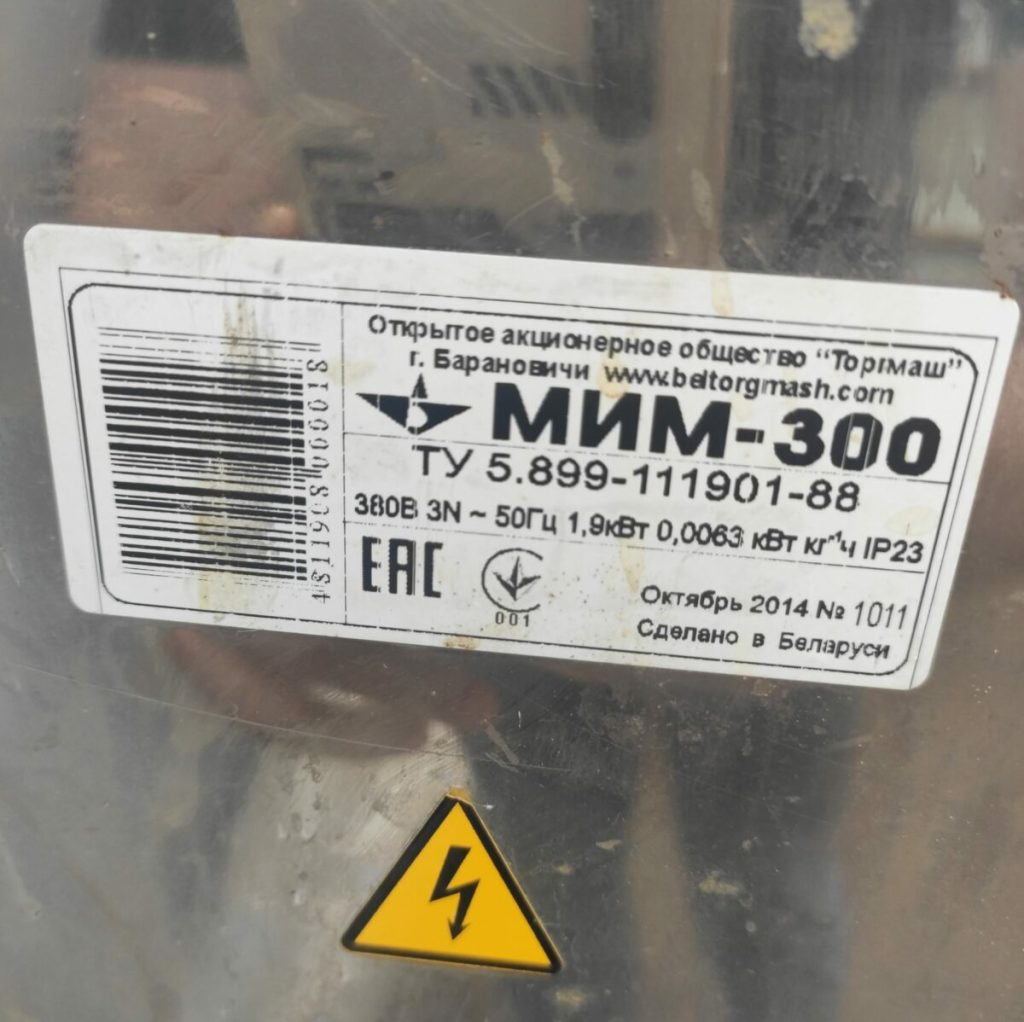 Открытое акционерное общество “Торгмаш”
г. Барановичи www.beltorgmash.com
МИМ-300
ТУ 5.899-111901-88
380В 3N ~ 50Гц 1,9кВт 0,0063 кВт кг⁻¹ч IP23
ЕАС
001
Октябрь 2014 № 1011
Сделано в Беларуси